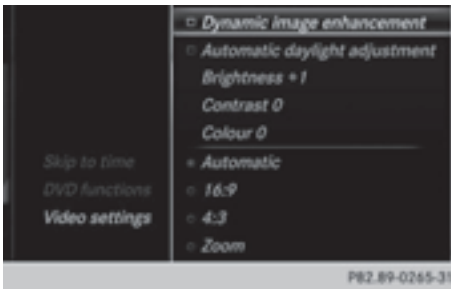 Dynamic image enhancement
Automatic daylight adjustment
Brightness +1
Contrast 0
Colour 0
Skip to time
Automatic
DVD functions
16:9
Video settings
4:3
Zoom
P82.89-0265-31